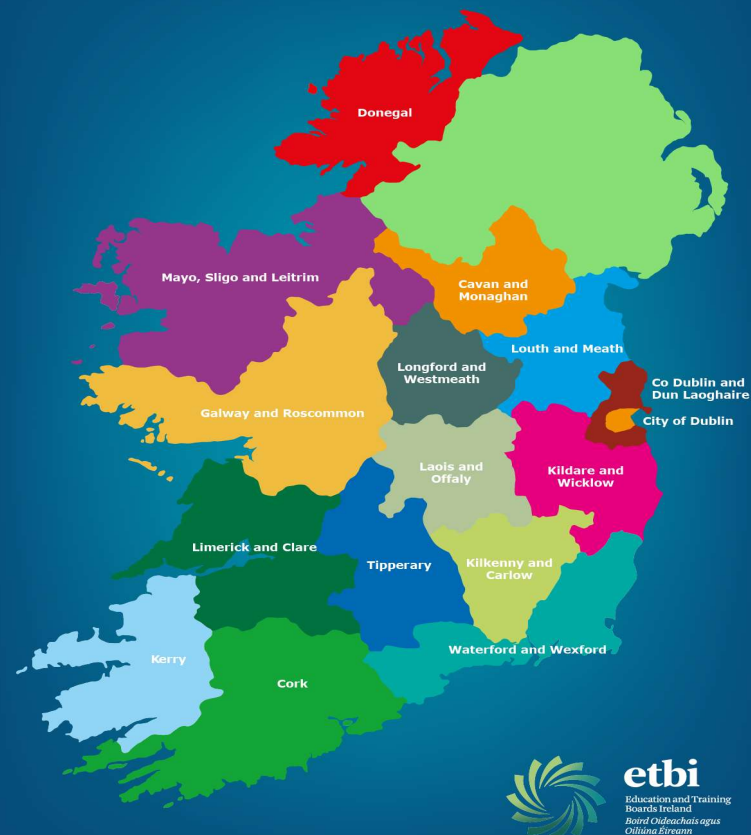 Donegal
Mayo, Sligo and Leitrim
Cavan and
Monaghan
Louth and Meath
Longford and
Westmeath
Co Dublin and
Dun Laoghaire
City of Dublin
Galway and Roscommon
Laois and
Offaly
Kildare and
Wicklow
Limerick and Clare
Tipperary
Kilkenny and
Carlow
Waterford and Wexford
Kerry
Cork
etbi
Education and Training
Boards Ireland
Boird Oideachais agus
Oiliúna Éireann